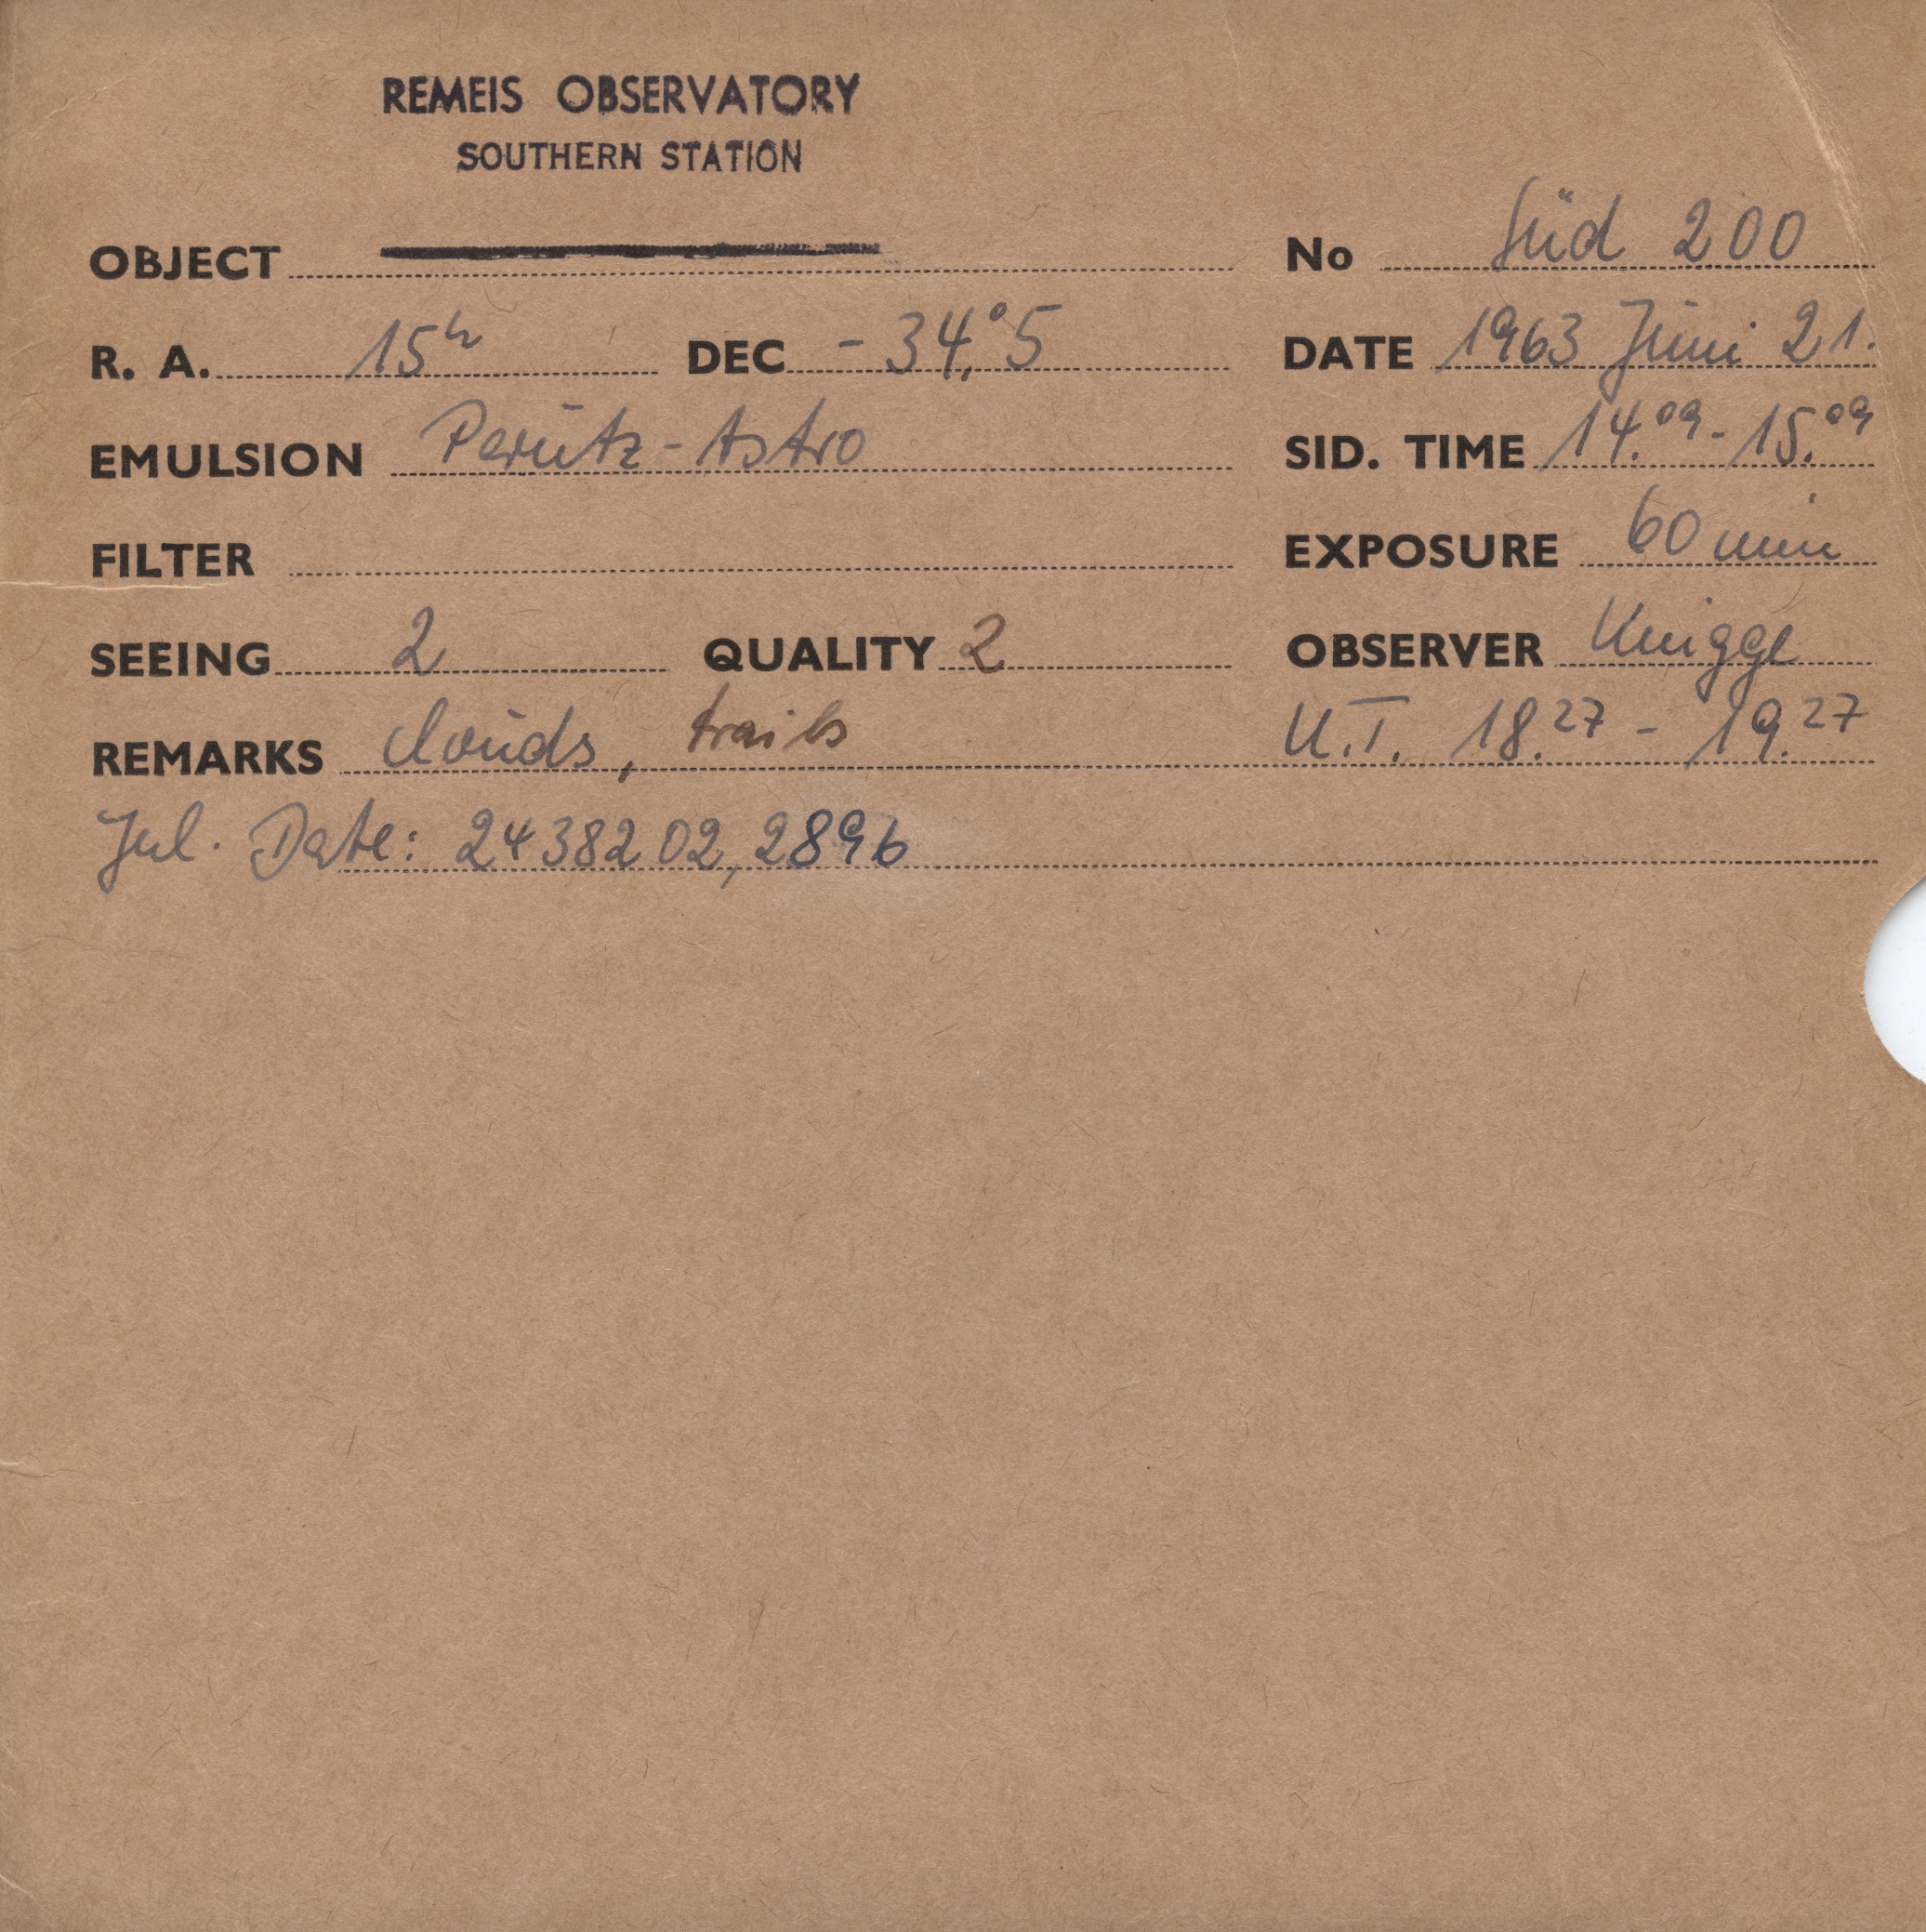 REMEIS OBSERVATORY
SOUTHERN STATION
OBJECT No Süd 200
R. A. 15h DEC -34.°5 DATE 1963 Juni 21.
EMULSION Perutz-Astro SID. TIME 14.09-15.09
FILTER EXPOSURE 60 min
SEEING 2 QUALITY 2 OBSERVER Knigge
REMARKS clouds, trails U.T. 18.27 - 19.27
Jul. Date: 2438202,2896